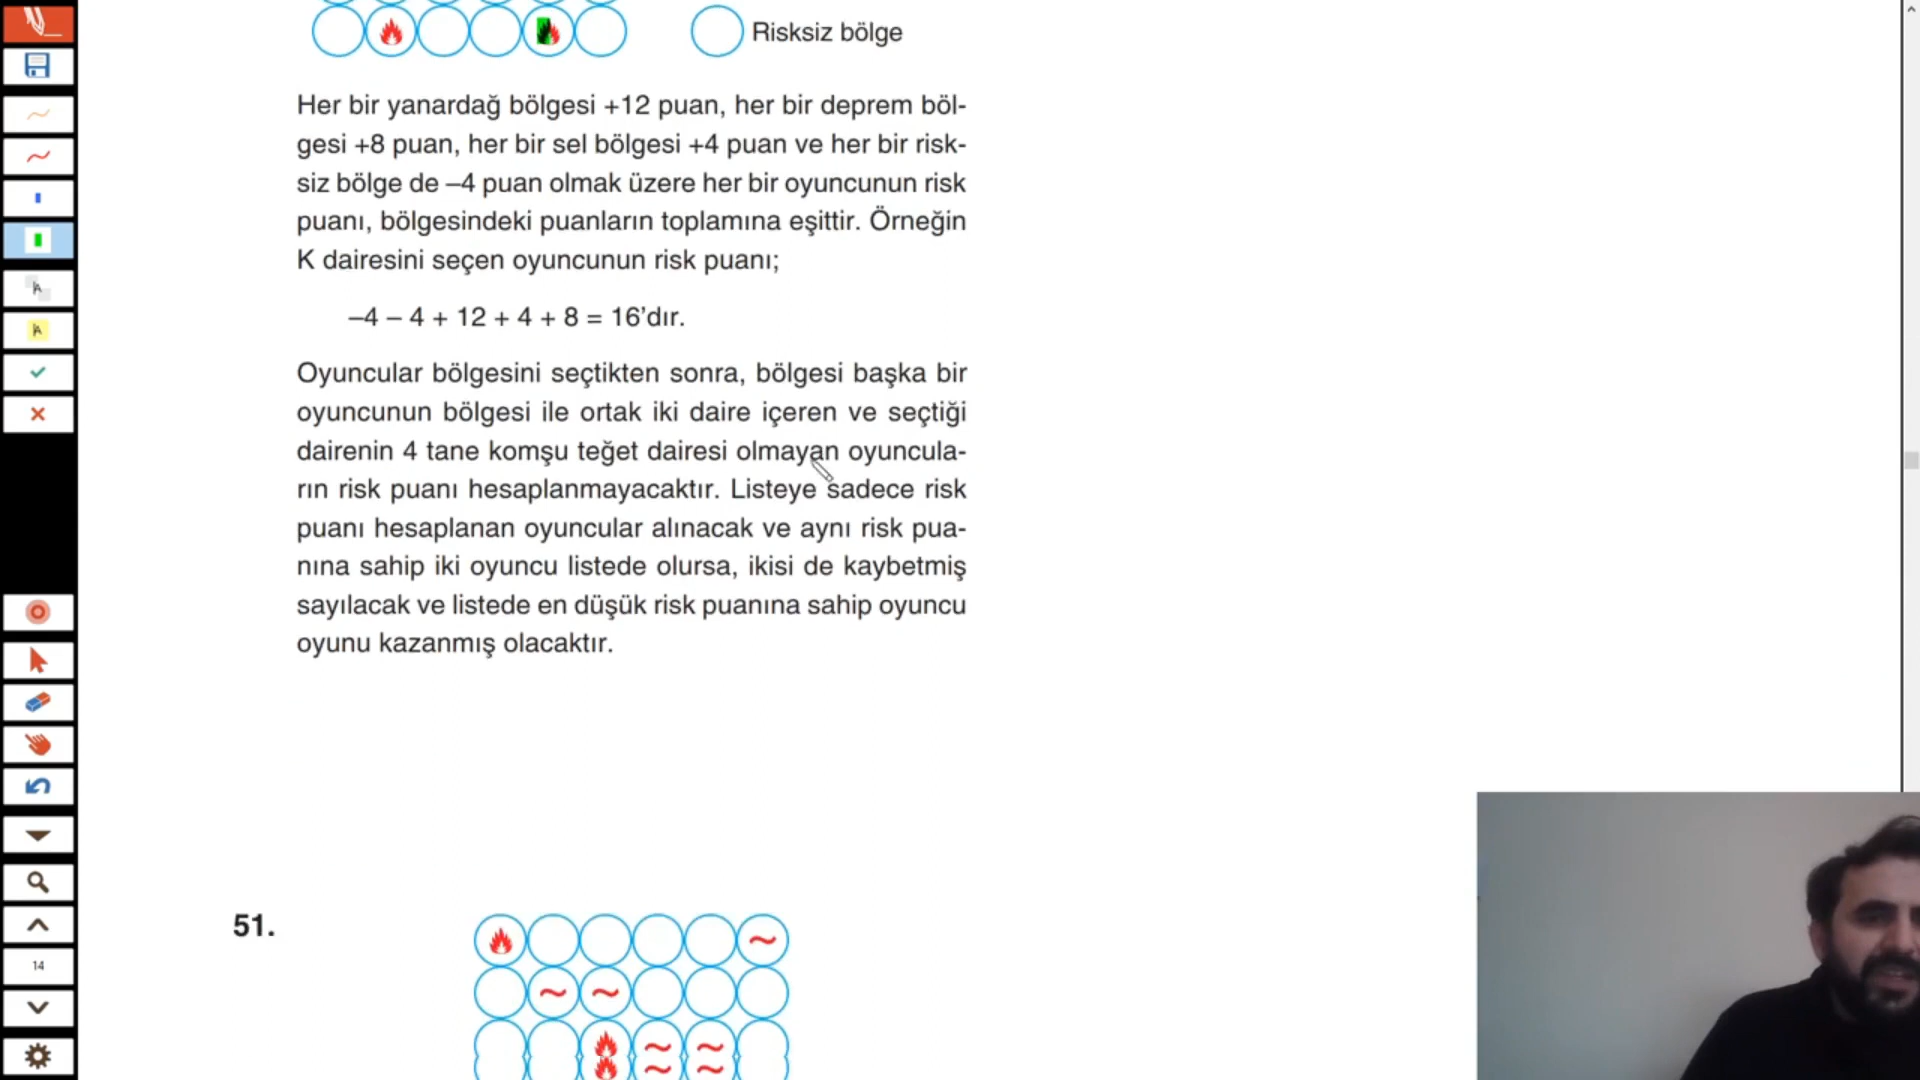 Risksiz bölge
Her bir yanardağ bölgesi +12 puan, her bir deprem böl-
gesi +8 puan, her bir sel bölgesi +4 puan ve her bir risk-
siz bölge de –4 puan olmak üzere her bir oyuncunun risk
puanı, bölgesindeki puanların toplamına eşittir. Örneğin
K dairesini seçen oyuncunun risk puanı;
–4 – 4 + 12 + 4 + 8 = 16’dır.
Oyuncular bölgesini seçtikten sonra, bölgesi başka bir
oyuncunun bölgesi ile ortak iki daire içeren ve seçtiği
dairenin 4 tane komşu teğet dairesi olmayan oyuncula-
rın risk puanı hesaplanmayacaktır. Listeye sadece risk
puanı hesaplanan oyuncular alınacak ve aynı risk pua-
nına sahip iki oyuncu listede olursa, ikisi de kaybetmiş
sayılacak ve listede en düşük risk puanına sahip oyuncu
oyunu kazanmış olacaktır.
51.
14